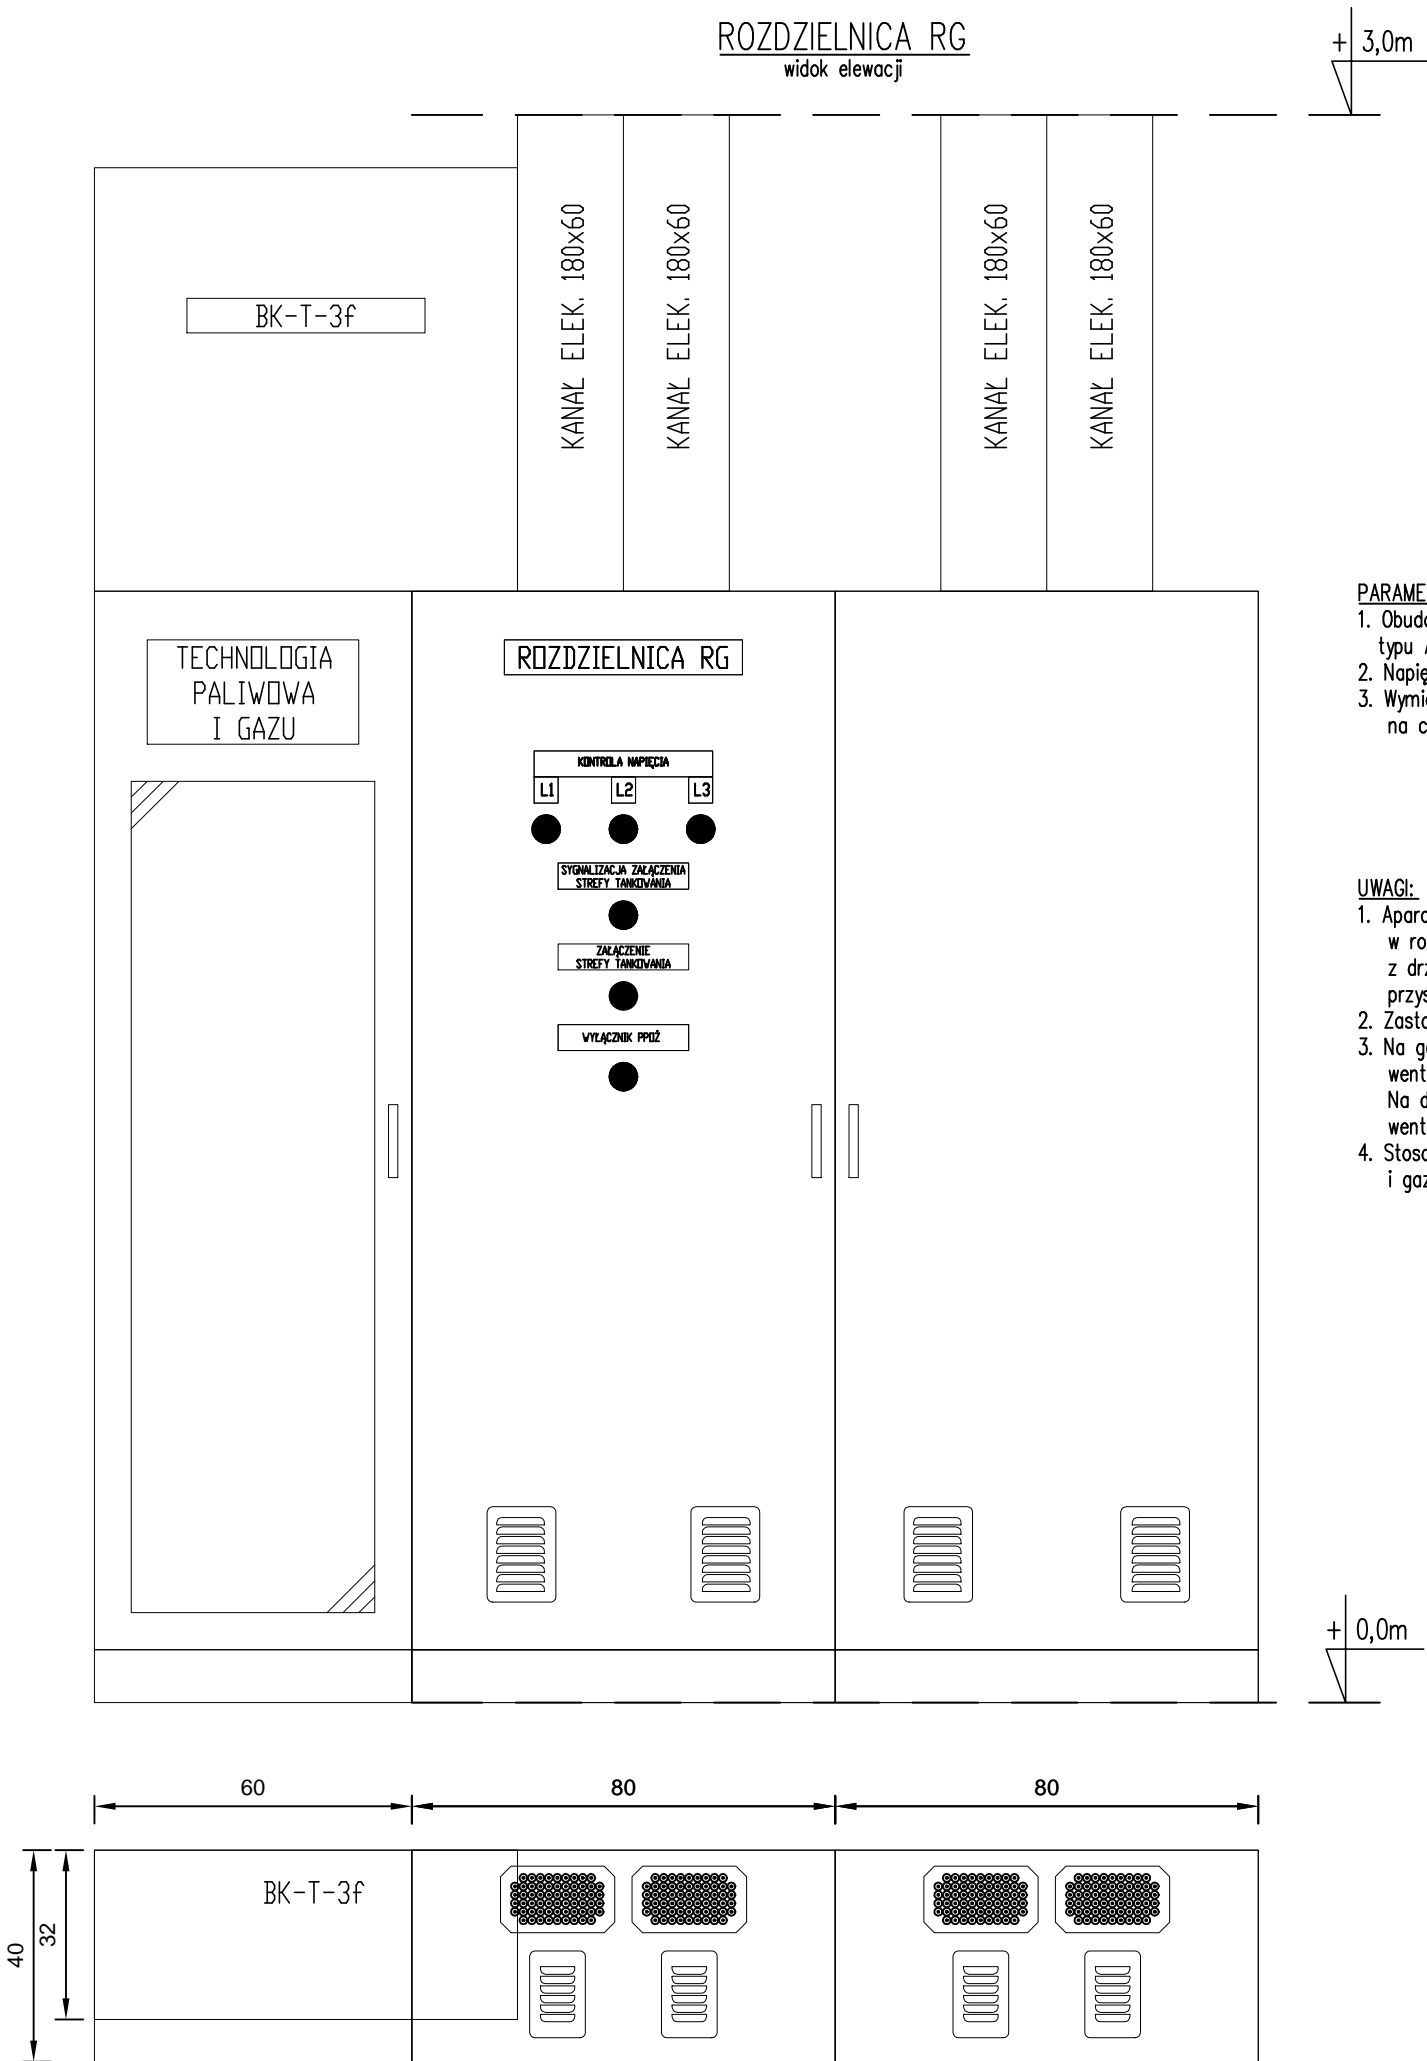 ROZDZIELNICA RG
widok elewacji
+ 3,0m
BK-T-3f
KANAŁ ELEK. 180x60
KANAŁ ELEK. 180x60
KANAŁ ELEK. 180x60
KANAŁ ELEK. 180x60
TECHNOLOGIA
PALIWOWA
I GAZU
ROZDZIELNICA RG
KONTROLA NAPIĘCIA
L1 L2 L3
SYGNALIZACJA ZAŁĄCZENIA
STREFY TANKOWANIA
ZAŁĄCZENIE
STREFY TANKOWANIA
WYŁĄCZNIK PPOŻ
PARAME
1. Obud
typu
2. Napię
3. Wymi
na c
UWAGI:
1. Apar
w ro
z drz
przys
2. Zast
3. Na g
went
Na d
went
4. Stos
i gaz
+ 0,0m
60 80 80
40
32
BK-T-3f